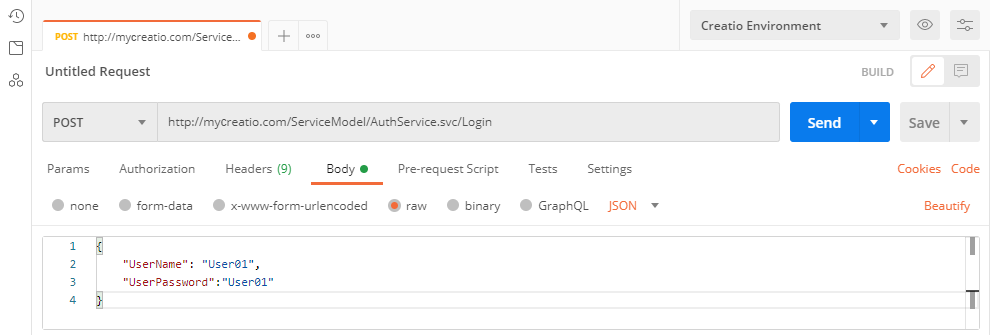 POST http://mycreatio.com/Service...
Creatio Environment
Untitled Request
BUILD
POST http://mycreatio.com/ServiceModel/AuthService.svc/Login Send Save
Params Authorization Headers (9) Body Pre-request Script Tests Settings Cookies Code
none form-data x-www-form-urlencoded raw binary GraphQL JSON Beautify
1 {
2 "UserName": "User01",
3 "UserPassword":"User01"
4 }